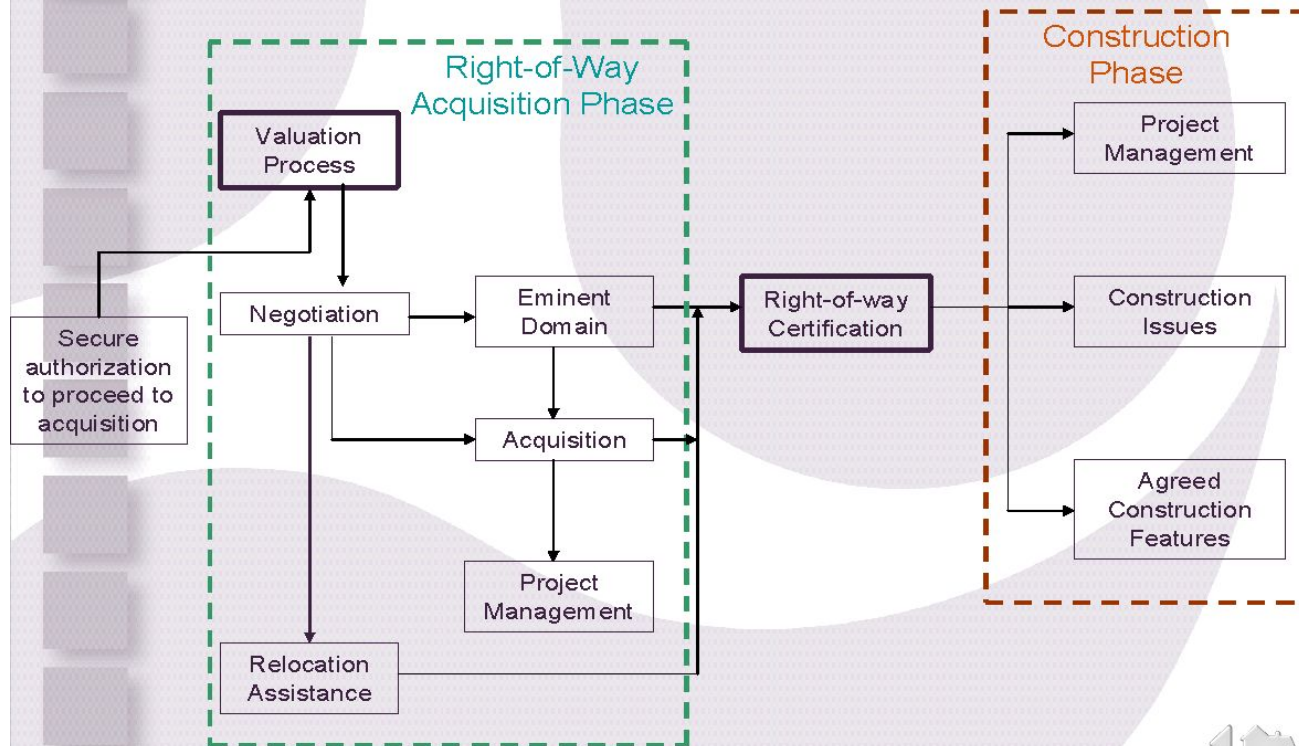 Right-of-Way
Acquisition Phase
Construction
Phase
Valuation
Process
Project
Management
Secure
authorization
to proceed to
acquisition
Negotiation
Eminent
Domain
Right-of-way
Certification
Construction
Issues
Acquisition
Agreed
Construction
Features
Project
Management
Relocation
Assistance